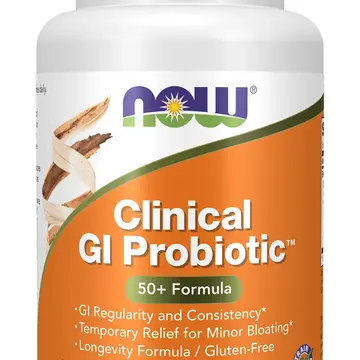 NOW®
Clinical
GI Probiotic™
50+ Formula
•GI Regularity and Consistency*
•Temporary Relief for Minor Bloating*
•Longevity Formula / Gluten-Free